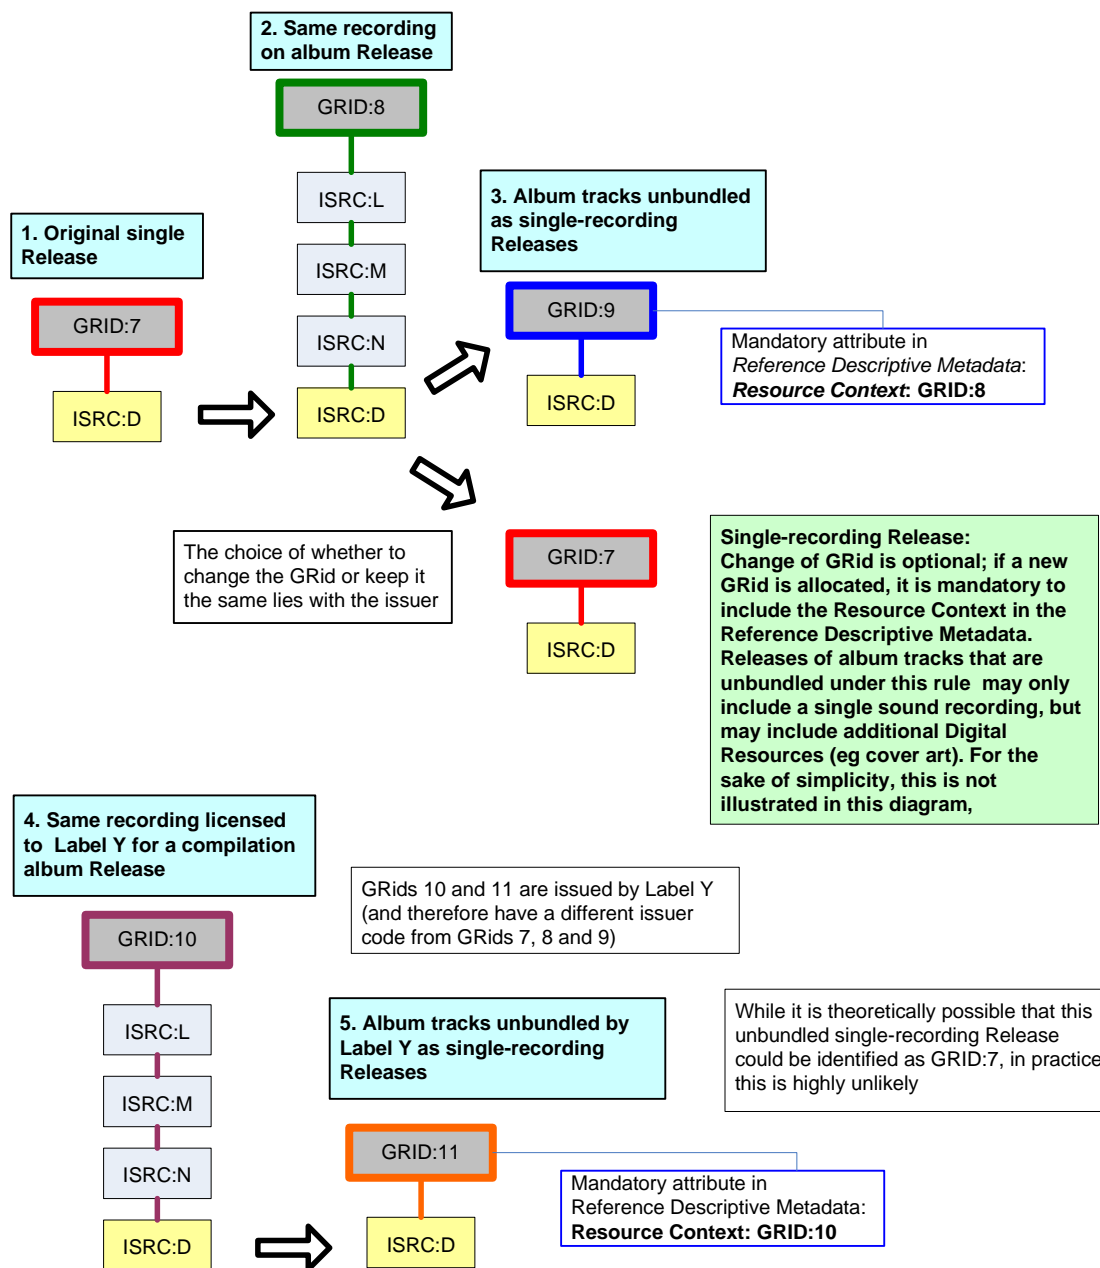 2. Same recording
on album Release
GRID:8
ISRC:L
ISRC:M
ISRC:N
ISRC:D
1. Original single
Release
GRID:7
ISRC:D
3. Album tracks unbundled
as single-recording
Releases
GRID:9
ISRC:D
Mandatory attribute in
Reference Descriptive Metadata:
Resource Context: GRID:8
The choice of whether to
change the GRid or keep it
the same lies with the issuer
GRID:7
ISRC:D
Single-recording Release:
Change of GRid is optional; if a new
GRid is allocated, it is mandatory to
include the Resource Context in the
Reference Descriptive Metadata.
Releases of album tracks that are
unbundled under this rule may only
include a single sound recording, but
may include additional Digital
Resources (eg cover art). For the
sake of simplicity, this is not
illustrated in this diagram,
4. Same recording licensed
to Label Y for a compilation
album Release
GRID:10
ISRC:L
ISRC:M
ISRC:N
ISRC:D
GRids 10 and 11 are issued by Label Y
(and therefore have a different issuer
code from GRids 7, 8 and 9)
5. Album tracks unbundled by
Label Y as single-recording
Releases
GRID:11
ISRC:D
While it is theoretically possible that this
unbundled single-recording Release
could be identified as GRID:7, in practice
this is highly unlikely
Mandatory attribute in
Reference Descriptive Metadata:
Resource Context: GRID:10